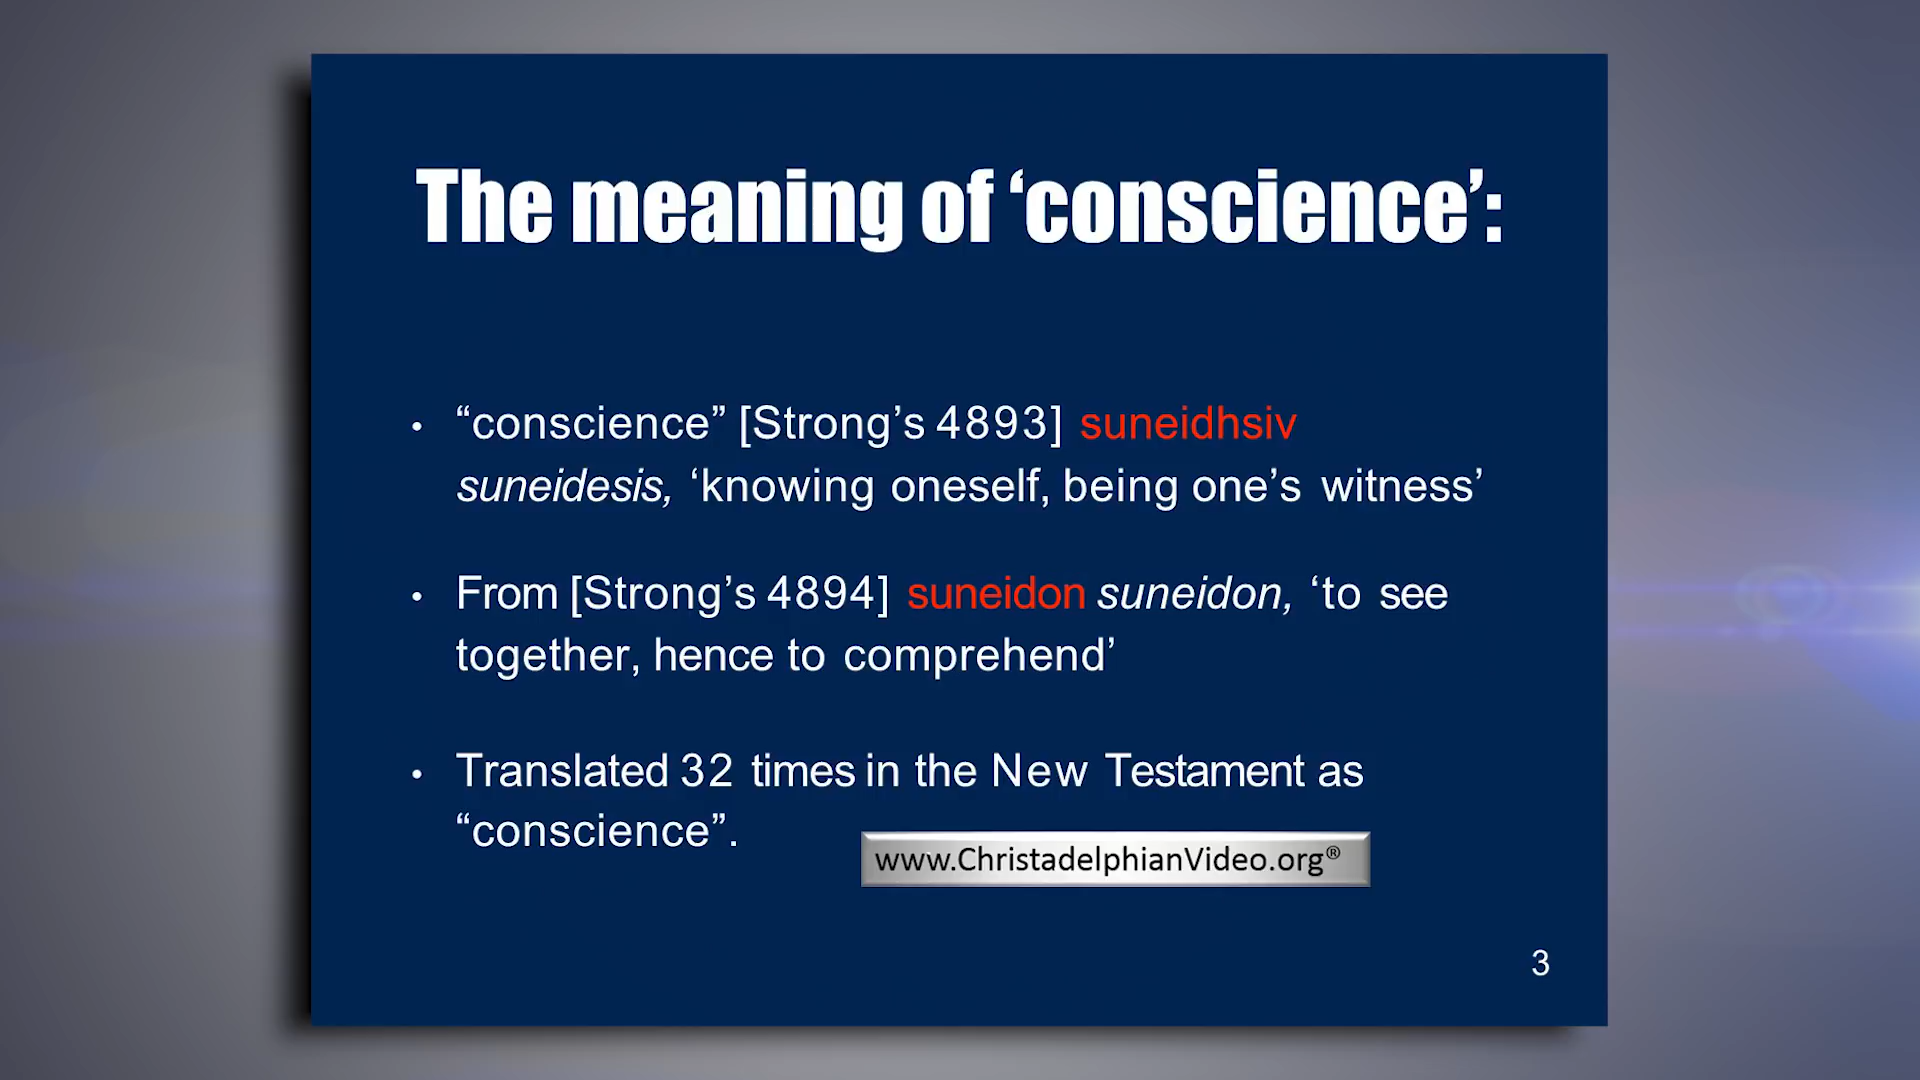 The meaning of ‘conscience’:
• “conscience” [Strong’s 4893] suneidhsiv
suneidesis, ‘knowing oneself, being one’s witness’
• From [Strong’s 4894] suneidon suneidon, ‘to see
together, hence to comprehend’
• Translated 32 times in the New Testament as
“conscience”.
www.ChristadelphianVideo.org®
3